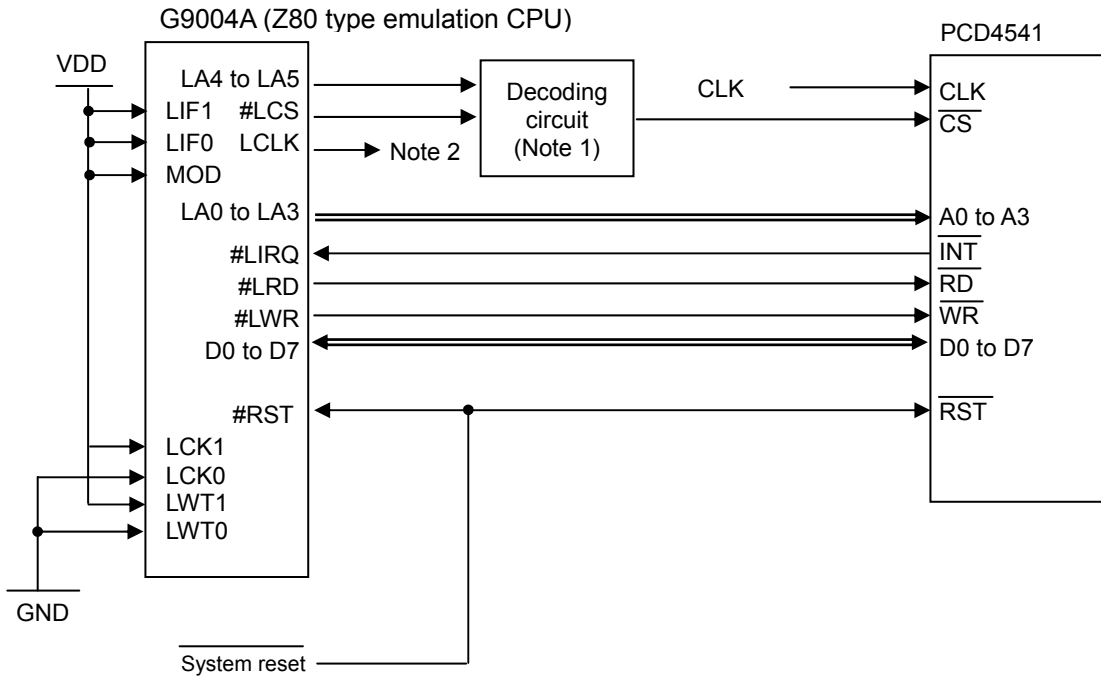 G9004A (Z80 type emulation CPU)
PCD4541
VDD
LA4 to LA5
LIF1 #LCS
LIF0 LCLK
MOD
Note 2
Decoding
circuit
(Note 1)
CLK
CLK
CS
LA0 to LA3
A0 to A3
#LIRQ
INT
#LRD
RD
#LWR
WR
D0 to D7
D0 to D7
#RST
RST
LCK1
LCK0
LWT1
LWT0
GND
System reset